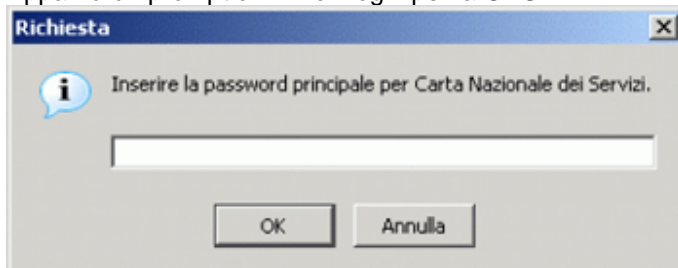 Richiesta
Inserire la password principale per Carta Nazionale dei Servizi.
OK
Annulla